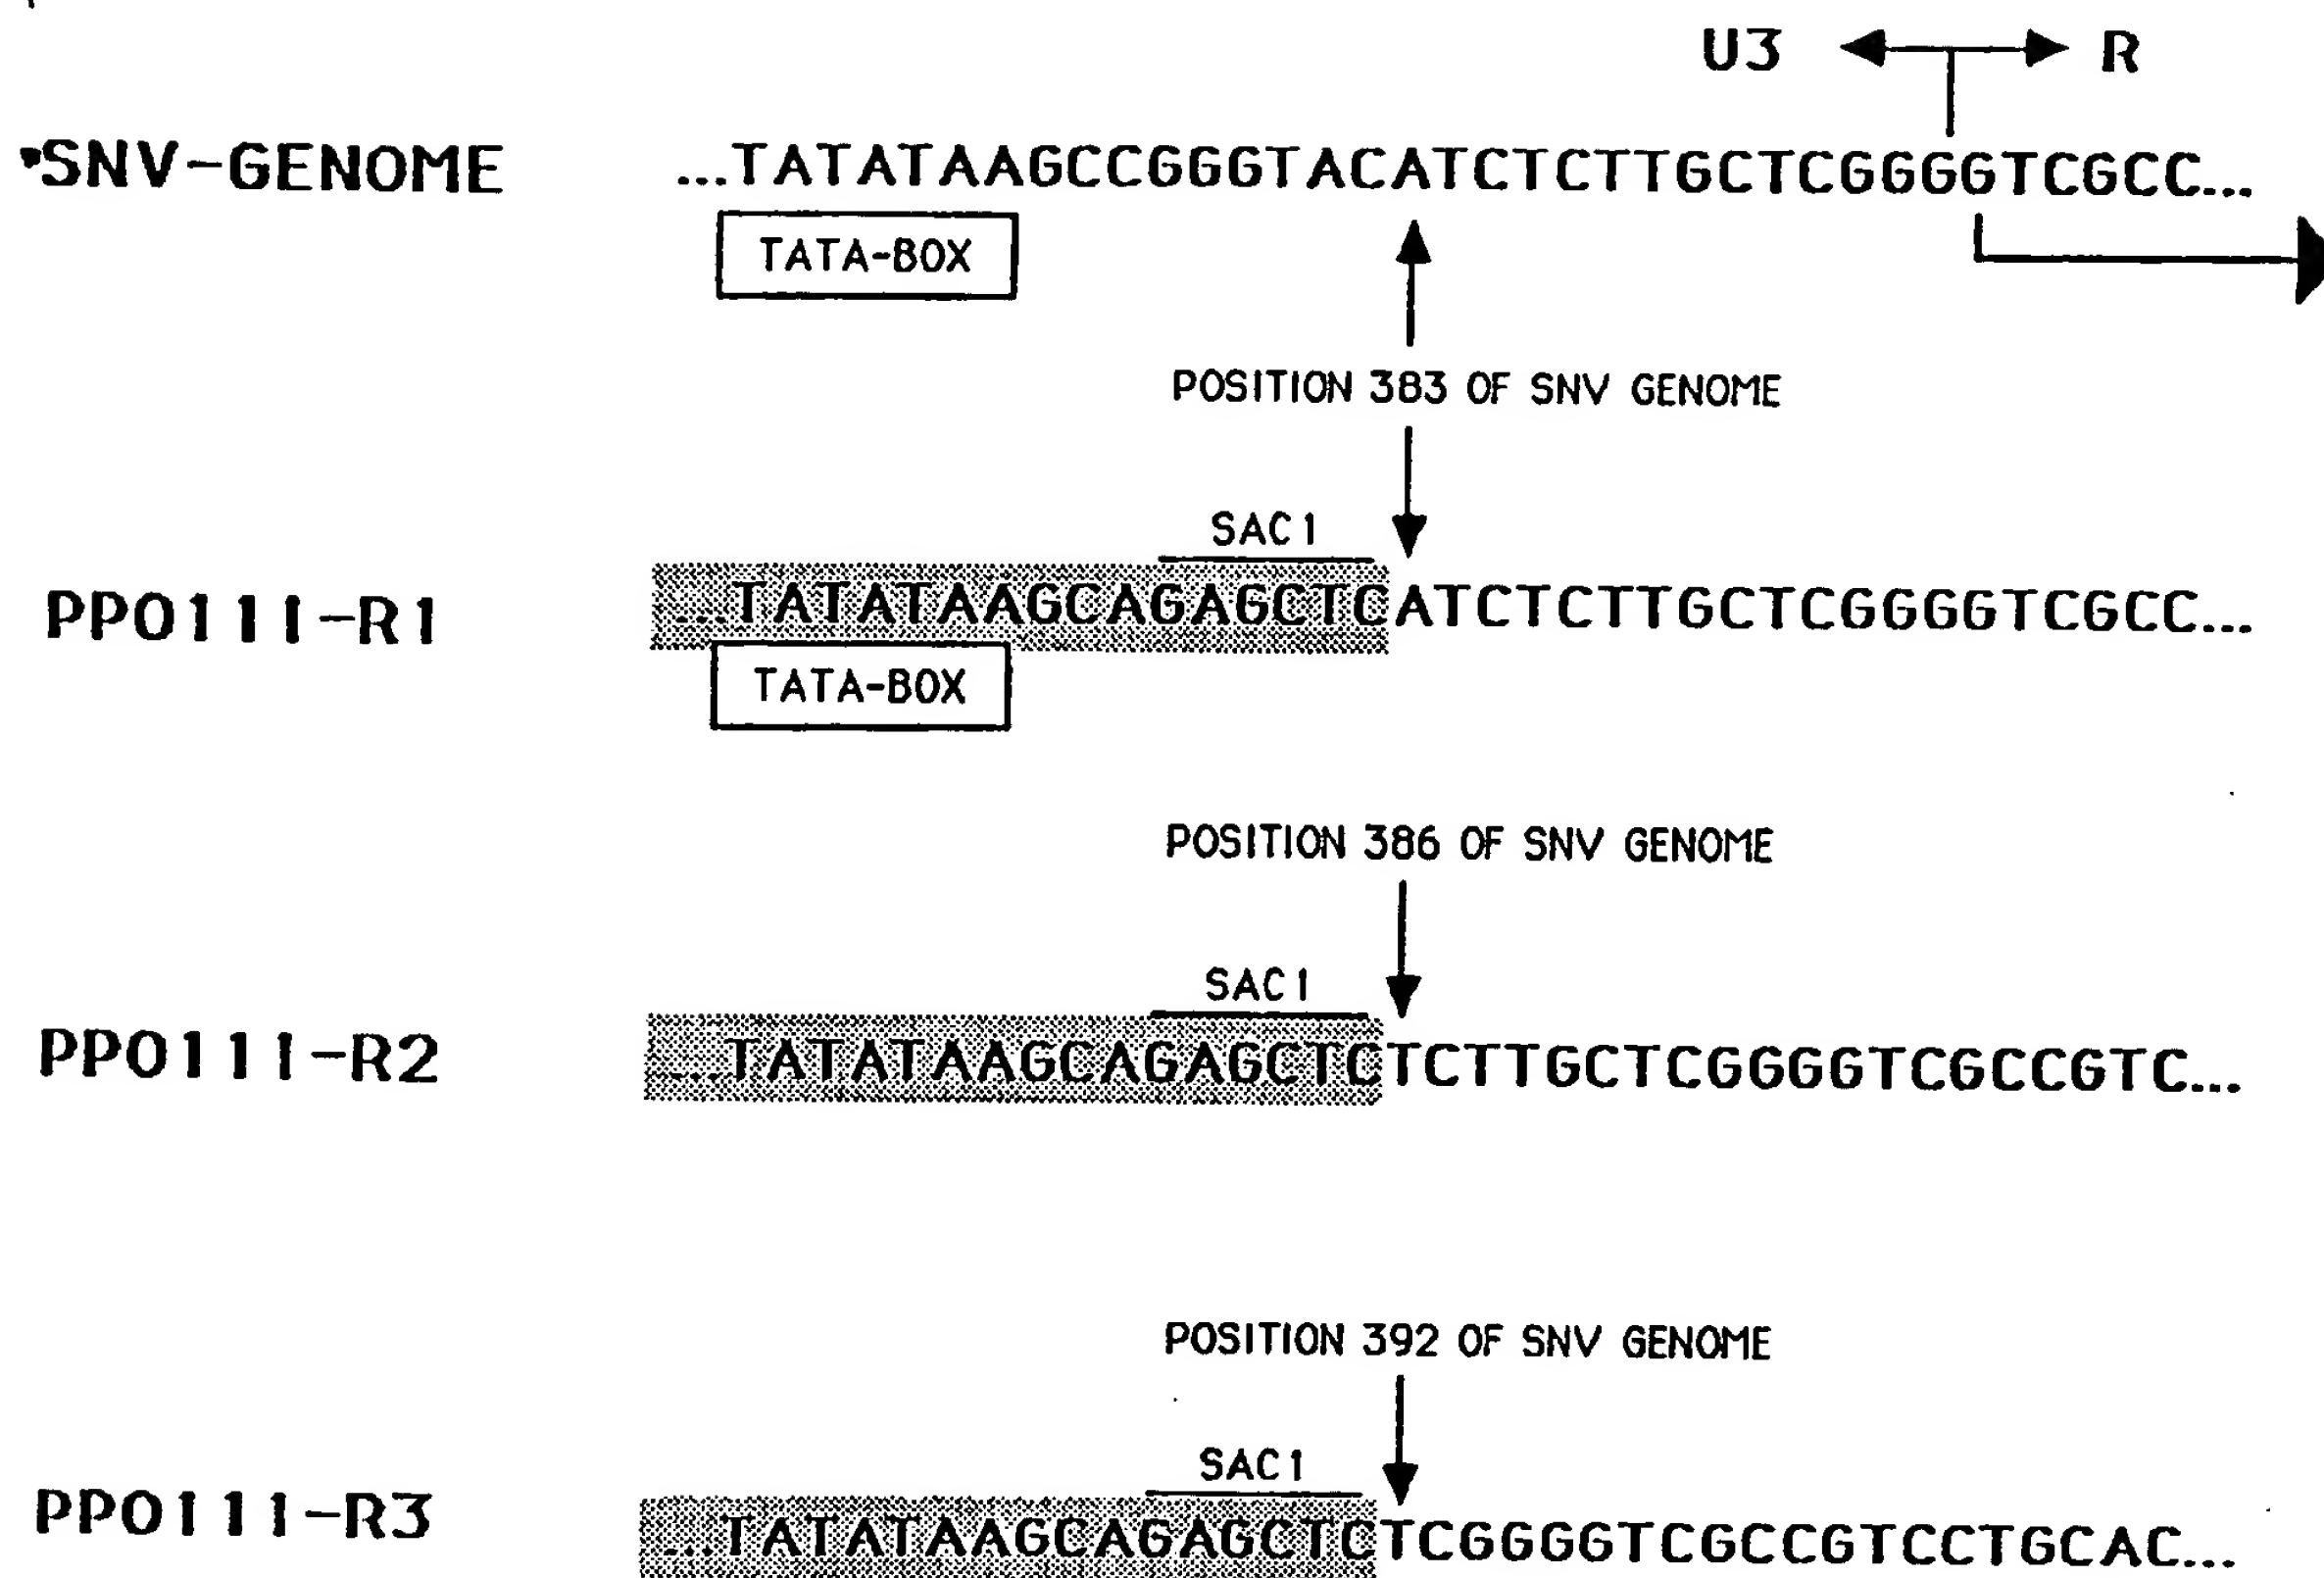 U3 R
SNV-GENOME ...TATATAAGCCGGGTACATCTCTTGCTCGGGGTCGCC...
TATA-BOX
POSITION 383 OF SNV GENOME
SAC1
PPO111-R1 ...TATATAAGCAGAGCTCATCTCTTGCTCGGGGTCGCC...
TATA-BOX
POSITION 386 OF SNV GENOME
SAC1
PPO111-R2 ...TATATAAGCAGAGCTCTCTTGCTCGGGGTCGCCGTC...
POSITION 392 OF SNV GENOME
SAC1
PPO111-R3 ...TATATAAGCAGAGCTCTCGGGGTCGCCGTCCTGCAC...